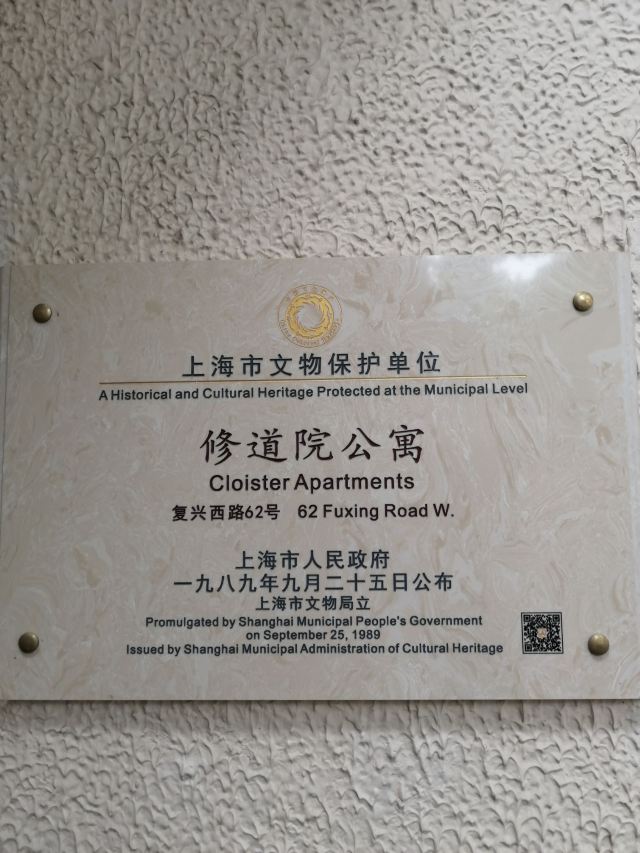 上海市文物保护单位
A Historical and Cultural Heritage Protected at the Municipal Level
修道院公寓
Cloister Apartments
复兴西路62号 62 Fuxing Road W.
上海市人民政府
一九八九年九月二十五日公布
上海市文物局立
Promulgated by Shanghai Municipal People's Government
on September 25, 1989
Issued by Shanghai Municipal Administration of Cultural Heritage